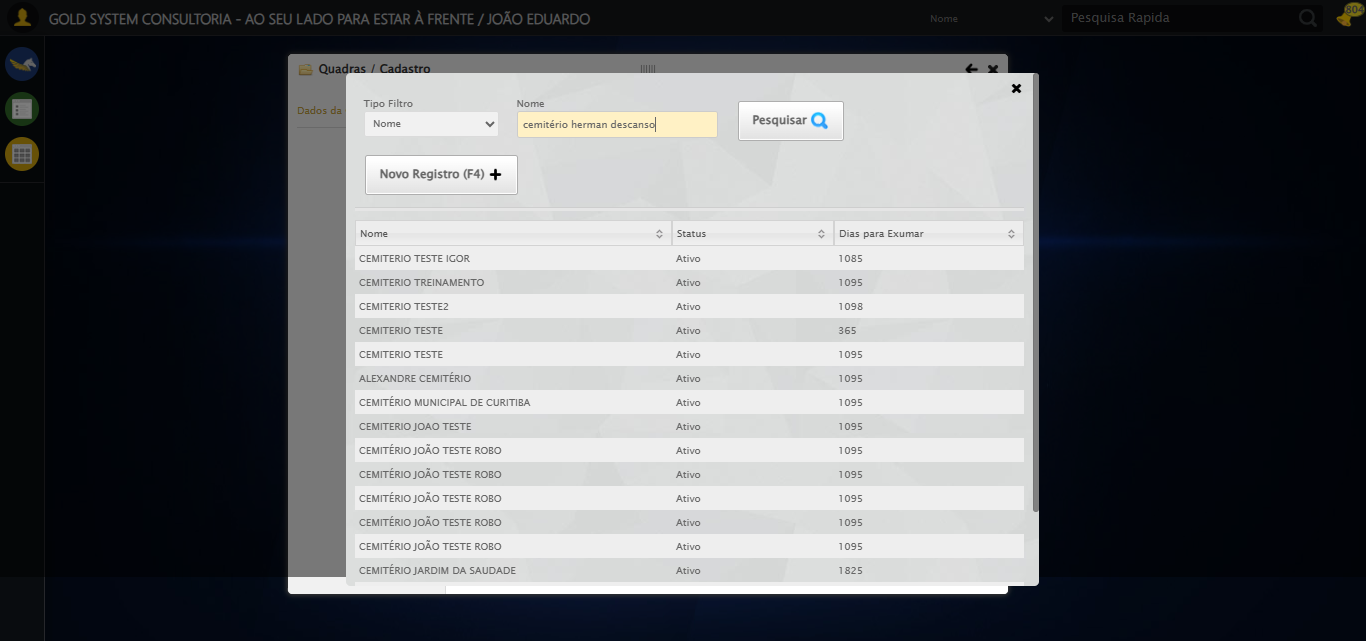 GOLD SYSTEM CONSULTORIA - AO SEU LADO PARA ESTAR À FRENTE / JOÃO EDUARDO
Nome
Pesquisa Rapida
804
Quadras / Cadastro
Dados da
Tipo Filtro
Nome
Nome
cemitério herman descanso
Pesquisar
Novo Registro (F4)
Nome Status Dias para Exumar
CEMITERIO TESTE IGOR Ativo 1085
CEMITERIO TREINAMENTO Ativo 1095
CEMITERIO TESTE2 Ativo 1098
CEMITERIO TESTE Ativo 365
CEMITERIO TESTE Ativo 1095
ALEXANDRE CEMITÉRIO Ativo 1095
CEMITÉRIO MUNICIPAL DE CURITIBA Ativo 1095
CEMITERIO JOAO TESTE Ativo 1095
CEMITÉRIO JOÃO TESTE ROBO Ativo 1095
CEMITÉRIO JOÃO TESTE ROBO Ativo 1095
CEMITÉRIO JOÃO TESTE ROBO Ativo 1095
CEMITÉRIO JOÃO TESTE ROBO Ativo 1095
CEMITÉRIO JOÃO TESTE ROBO Ativo 1095
CEMITÉRIO JARDIM DA SAUDADE Ativo 1825